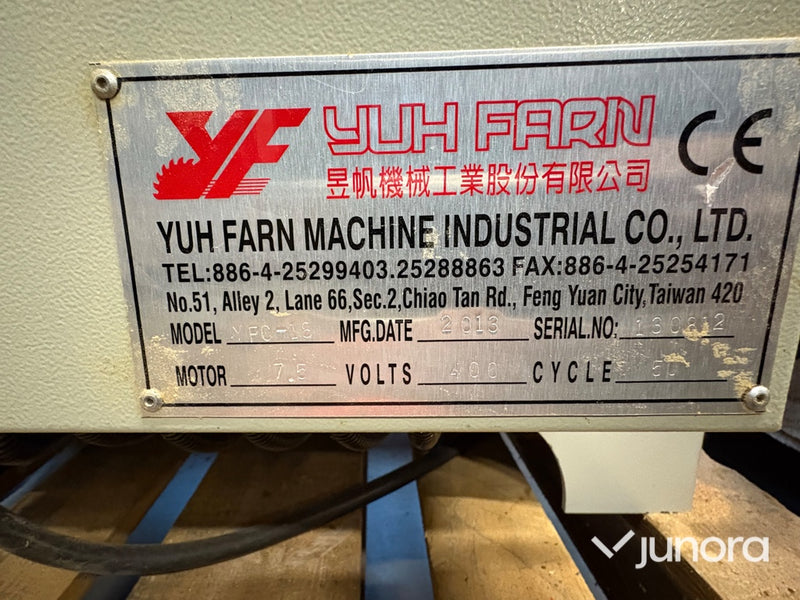 YF YUH FARN CE
昱帆機械工業股份有限公司
YUH FARN MACHINE INDUSTRIAL CO., LTD.
TEL:886-4-25299403.25288863 FAX:886-4-25254171
No.51, Alley 2, Lane 66,Sec.2,Chiao Tan Rd., Feng Yuan City,Taiwan 420
MODEL MFG.DATE 2013 SERIAL.NO:
MOTOR 7.5 VOLTS 400 CYCLE 50
junora